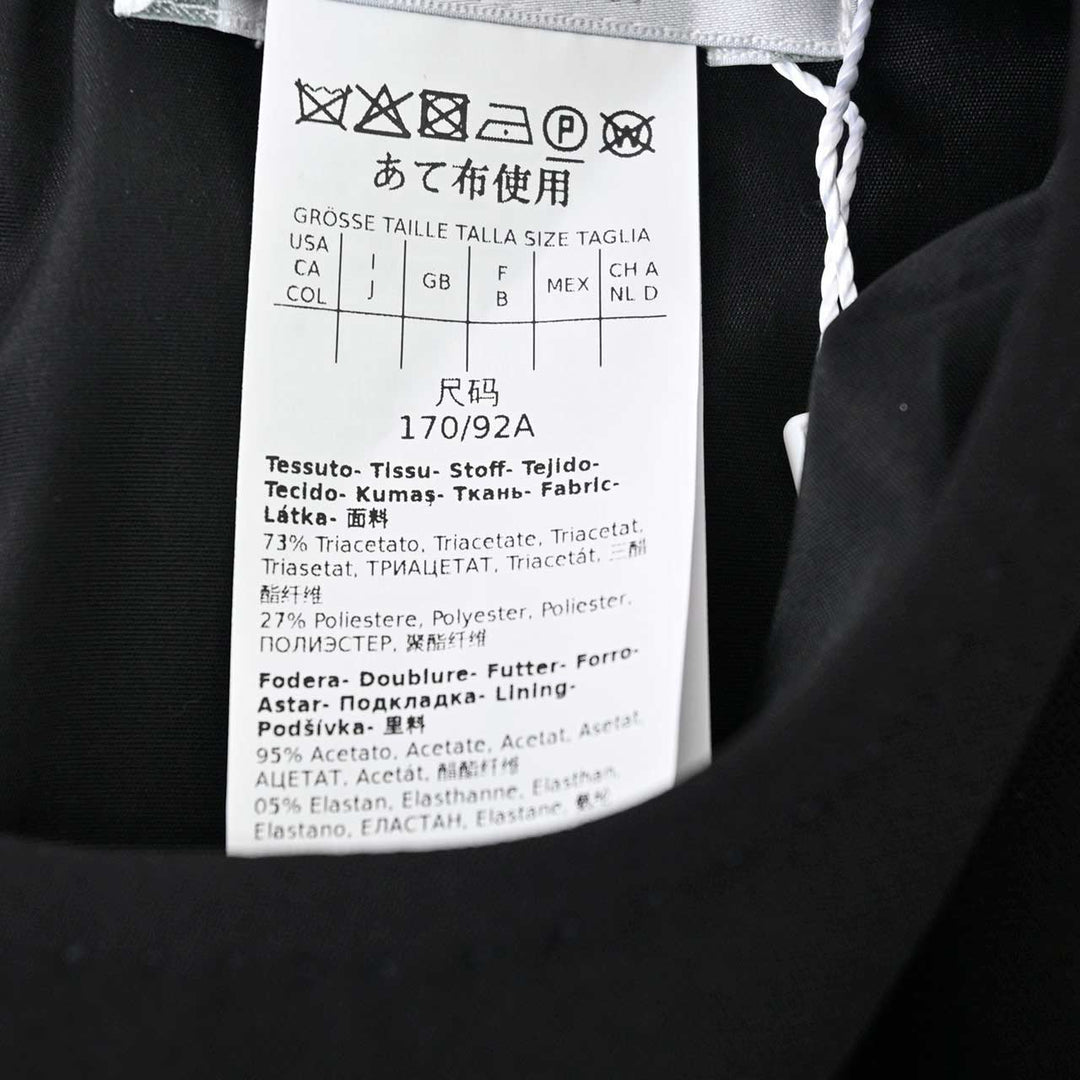 P W
あて布使用
GRÖSSE TAILLE TALLA SIZE TAGLIA
USA CA COL
I J
GB
F B
MEX
CH A NL D
尺码
170/92A
Tessuto- Tissu- Stoff- Tejido-
Tecido- Kumaş- Ткань- Fabric-
Látka- 面料
73% Triacetato, Triacetate, Triacetat,
Triasetat, ТРИАЦЕТАТ, Triacetát, 三醋
酯纤维
27% Poliestere, Polyester, Poliester,
ПОЛИЭСТЕР, 聚酯纤维
Fodera- Doublure- Futter- Forro-
Astar- Подкладка- Lining-
Podšívka- 里料
95% Acetato, Acetate, Acetat, Asetat,
АЦЕТАТ, Acetát, 醋酯纤维
05% Elastan, Elasthanne, Elasthan,
Elastano, ЕЛАСТАН, Elastane,